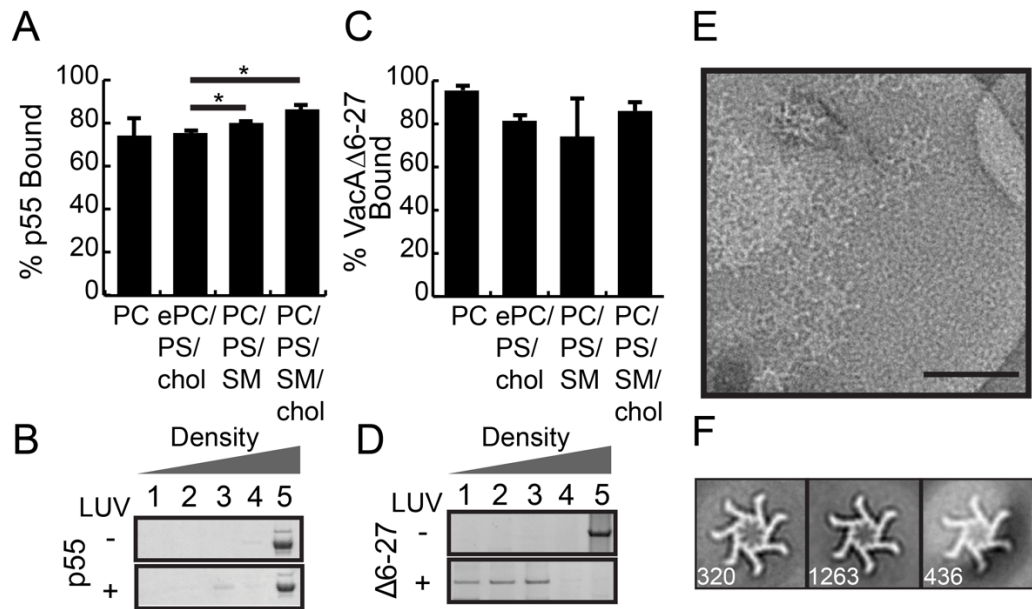 A
% p55 Bound
100
80
60
40
20
0
*
*
PC
ePC/
PS/
chol
PC/
PS/
SM
PC/
PS/
SM/
chol
B
Density
LUV
1 2 3 4 5
p55
-
+
C
% VacAΔ6-27
Bound
100
80
60
40
20
0
PC
ePC/
PS/
chol
PC/
PS/
SM
PC/
PS/
SM/
chol
D
Density
LUV
1 2 3 4 5
Δ6-27
-
+
E
F
320
1263
436